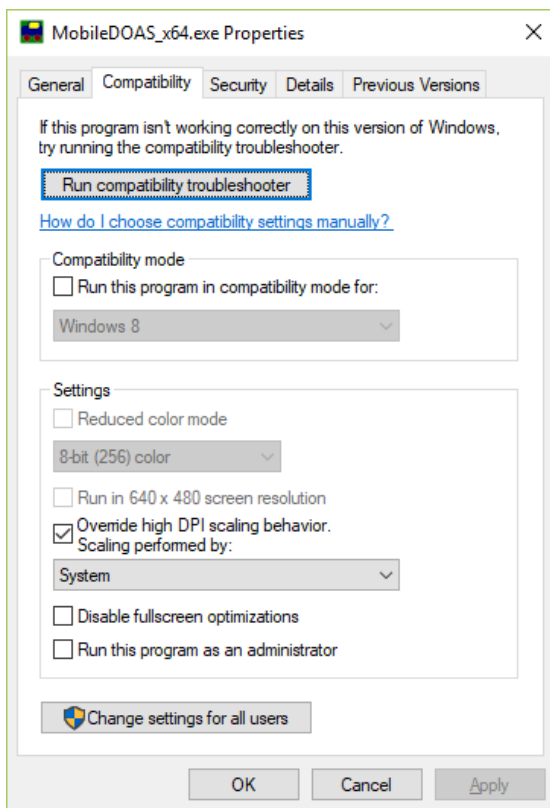 MobileDOAS_x64.exe Properties
General Compatibility Security Details Previous Versions
If this program isn't working correctly on this version of Windows,
try running the compatibility troubleshooter.
Run compatibility troubleshooter
How do I choose compatibility settings manually?
Compatibility mode
Run this program in compatibility mode for:
Windows 8
Settings
Reduced color mode
8-bit (256) color
Run in 640 x 480 screen resolution
Override high DPI scaling behavior.
Scaling performed by:
System
Disable fullscreen optimizations
Run this program as an administrator
Change settings for all users
OK Cancel Apply